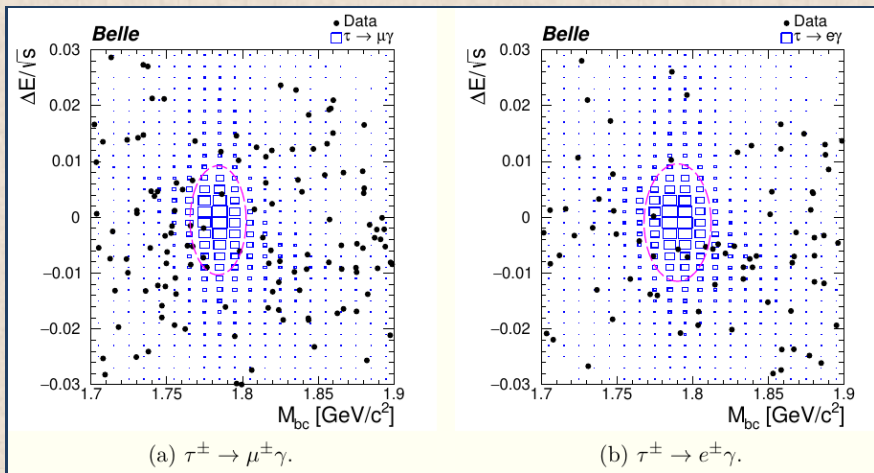 Belle
Data
τ → μγ
ΔE/√s
0.03
0.02
0.01
0
−0.01
−0.02
−0.03
1.7
1.75
1.8
1.85
1.9
M_bc [GeV/c²]
(a) τ± → μ±γ.
Belle
Data
τ → eγ
ΔE/√s
0.03
0.02
0.01
0
−0.01
−0.02
−0.03
1.7
1.75
1.8
1.85
1.9
M_bc [GeV/c²]
(b) τ± → e±γ.